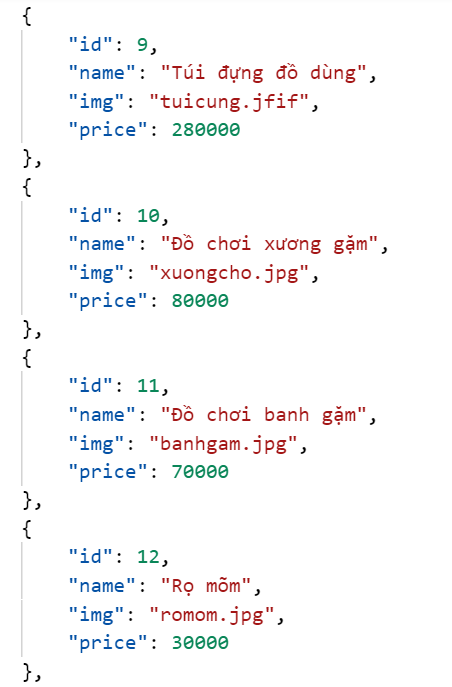 {
"id": 9,
"name": "Túi đựng đồ dùng",
"img": "tuicung.jfif",
"price": 280000
},
{
"id": 10,
"name": "Đồ chơi xương gặm",
"img": "xuongcho.jpg",
"price": 80000
},
{
"id": 11,
"name": "Đồ chơi banh gặm",
"img": "banhgam.jpg",
"price": 70000
},
{
"id": 12,
"name": "Rọ mõm",
"img": "romom.jpg",
"price": 30000
},